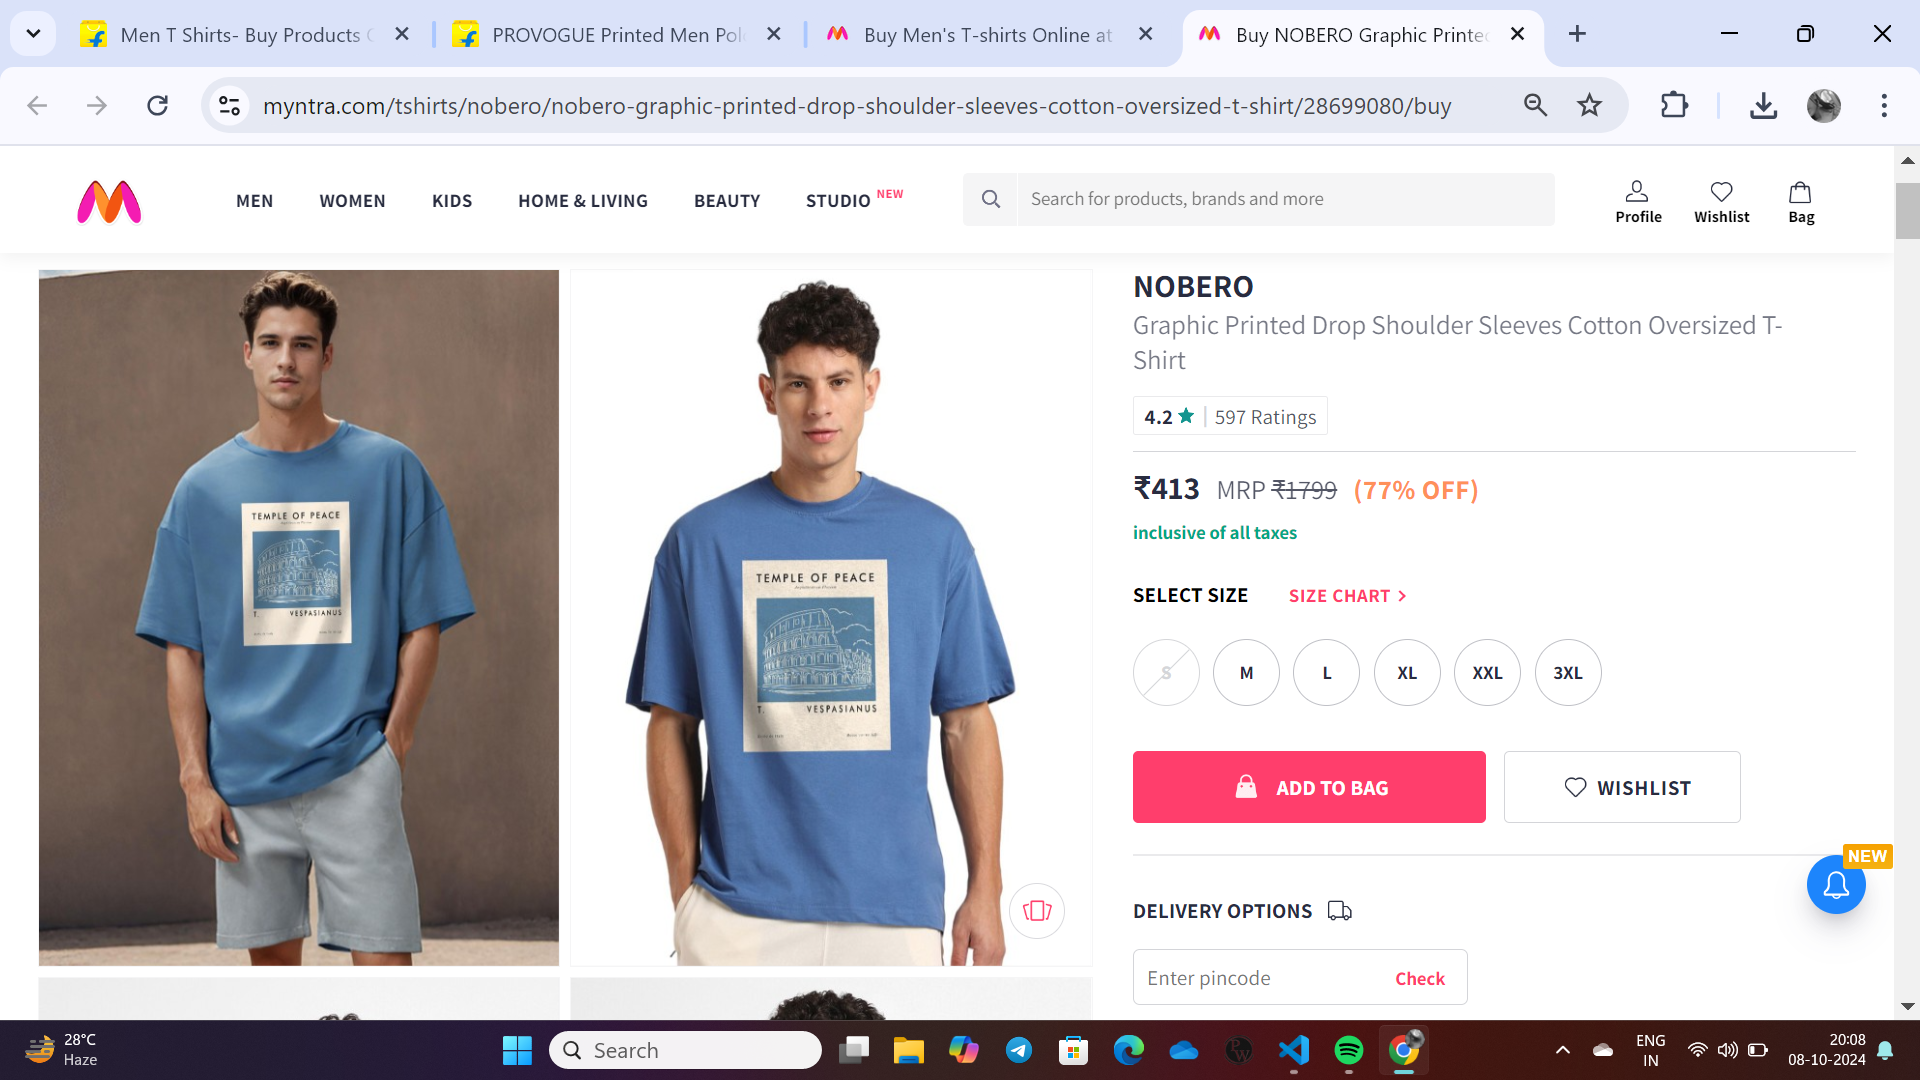 Men T Shirts- Buy Products
PROVOGUE Printed Men Pol
Buy Men's T-shirts Online at
Buy NOBERO Graphic Printed
myntra.com/tshirts/nobero/nobero-graphic-printed-drop-shoulder-sleeves-cotton-oversized-t-shirt/28699080/buy
MEN WOMEN KIDS HOME & LIVING BEAUTY STUDIO NEW
Search for products, brands and more
Profile Wishlist Bag
TEMPLE OF PEACE
T. VESPASIANUS
TEMPLE OF PEACE
T. VESPASIANUS
NOBERO
Graphic Printed Drop Shoulder Sleeves Cotton Oversized T-
Shirt
4.2 | 597 Ratings
₹413 MRP ₹1799 (77% OFF)
inclusive of all taxes
SELECT SIZE SIZE CHART >
S M L XL XXL 3XL
ADD TO BAG WISHLIST
NEW
DELIVERY OPTIONS
Enter pincode Check
28°C
Haze
Search
ENG
IN
20:08
08-10-2024